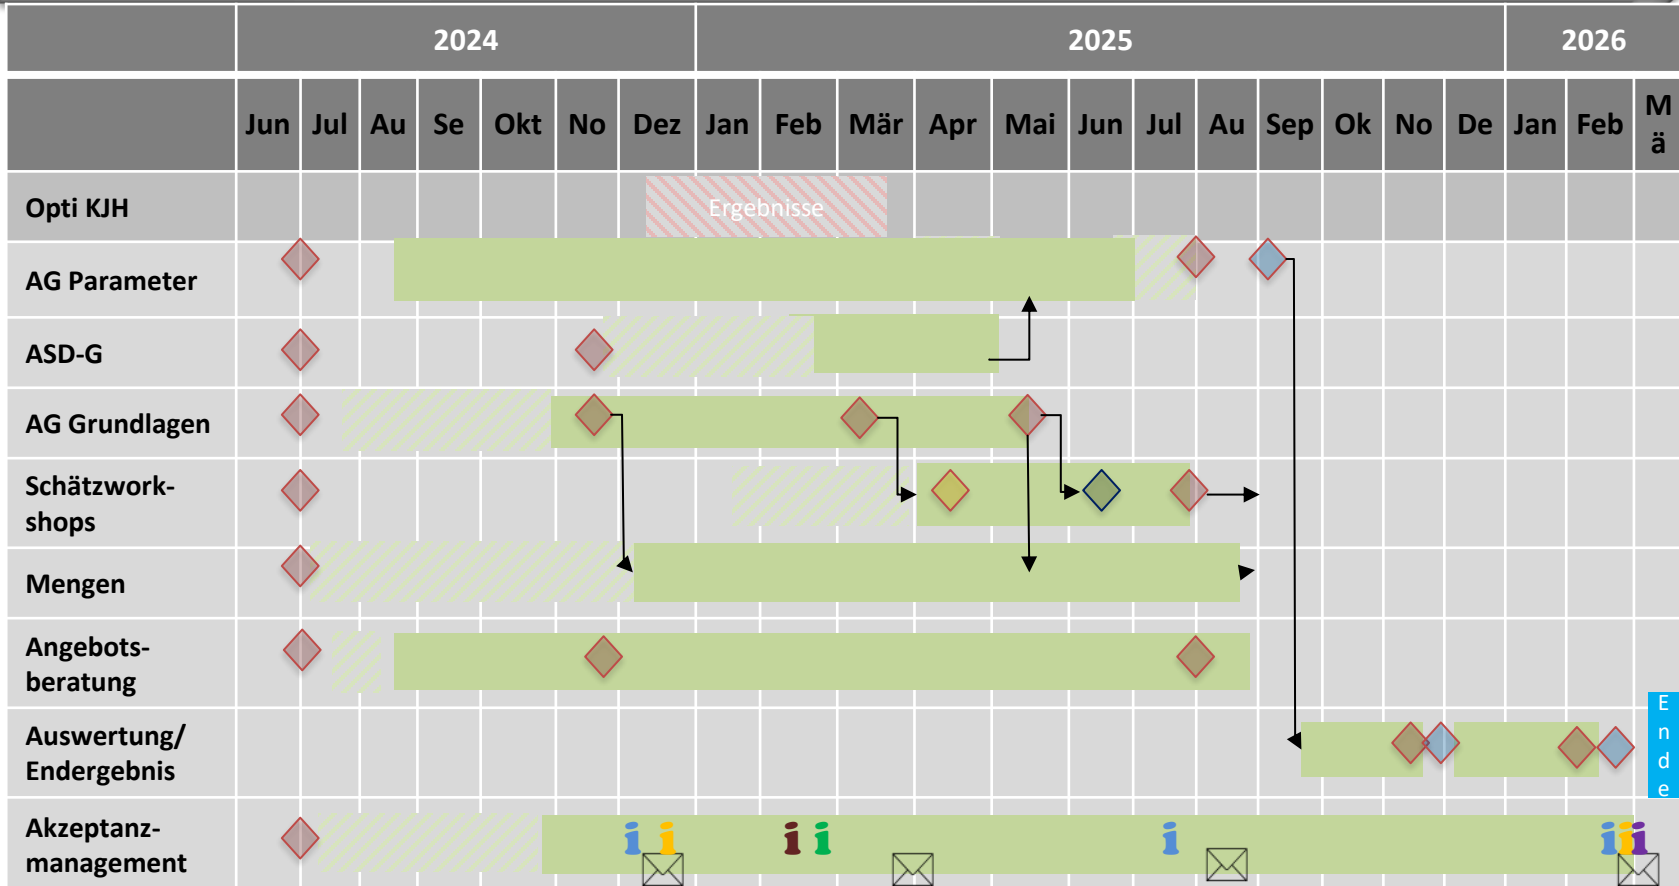 2024 2025 2026
Jun Jul Au Se Okt No Dez Jan Feb Mär Apr Mai Jun Jul Au Sep Ok No De Jan Feb M
ä
Opti KJH Ergebnisse
AG Parameter
ASD-G
AG Grundlagen
Schätzwork-
shops
Mengen
Angebots-
beratung
Auswertung/
Endergebnis
E
n
d
e
Akzeptanz-
management
i i i i i i i i